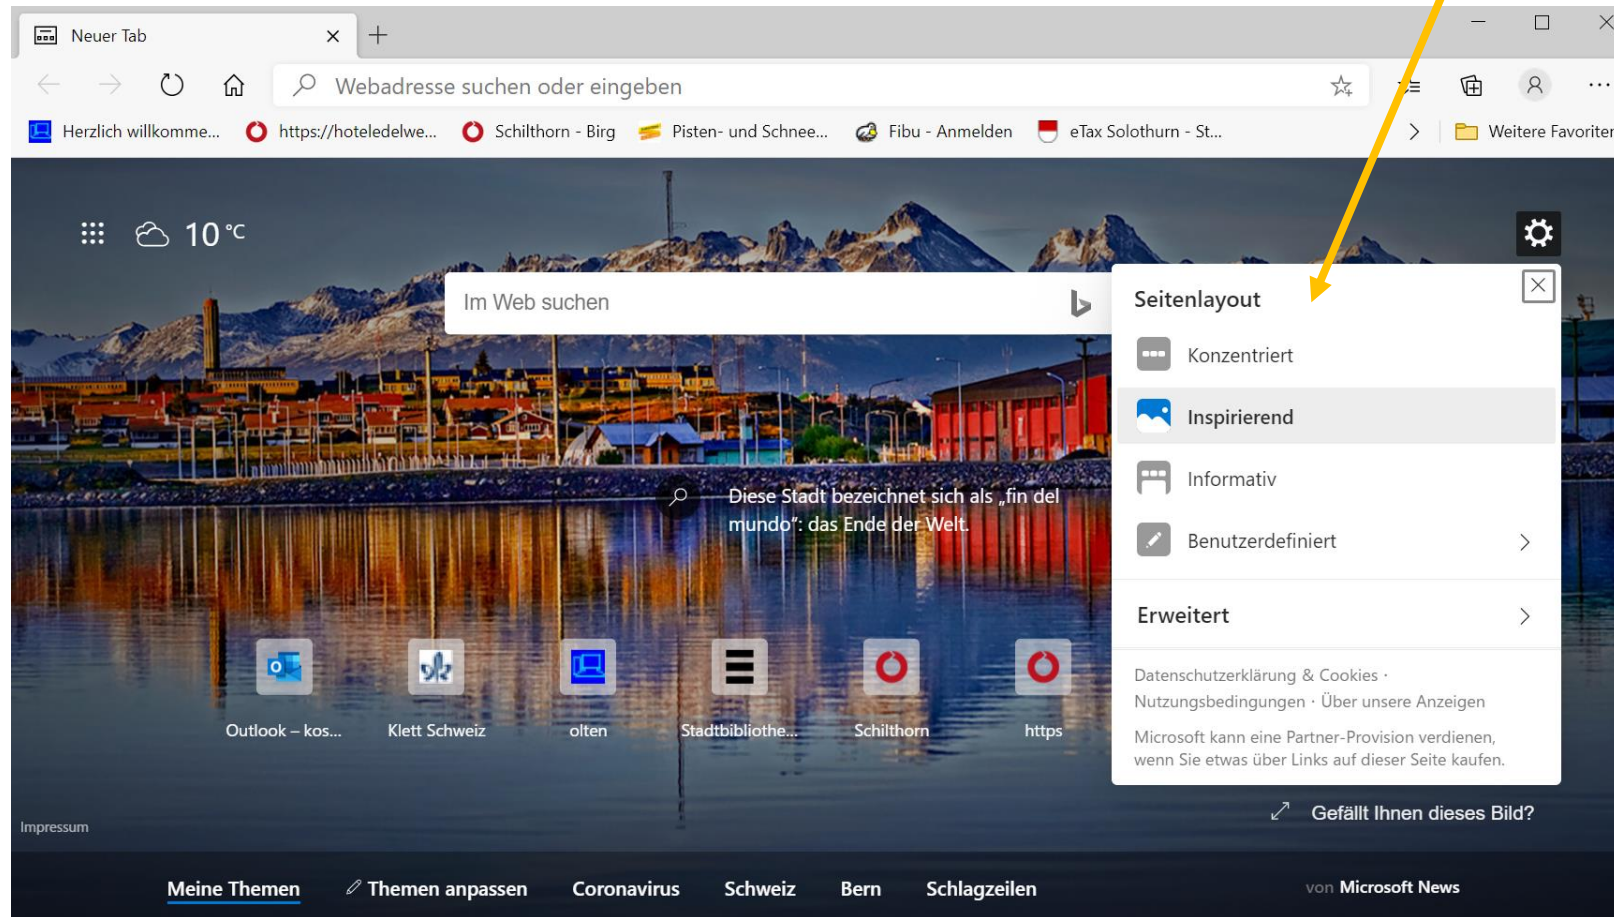 Neuer Tab
Webadresse suchen oder eingeben
Herzlich willkomme... https://hoteledelwe... Schilthorn - Birg Pisten- und Schnee... Fibu - Anmelden eTax Solothurn - St... Weitere Favoriten
10 °C
Im Web suchen
Seitenlayout
Konzentriert
Inspirierend
Informativ
Benutzerdefiniert
Erweitert
Datenschutzerklärung & Cookies ·
Nutzungsbedingungen · Über unsere Anzeigen
Microsoft kann eine Partner-Provision verdienen,
wenn Sie etwas über Links auf dieser Seite kaufen.
Diese Stadt bezeichnet sich als „fin del
mundo“: das Ende der Welt.
Outlook – kos... Klett Schweiz olten Stadtbibliothe... Schilthorn https
Gefällt Ihnen dieses Bild?
Impressum
Meine Themen Themen anpassen Coronavirus Schweiz Bern Schlagzeilen von Microsoft News